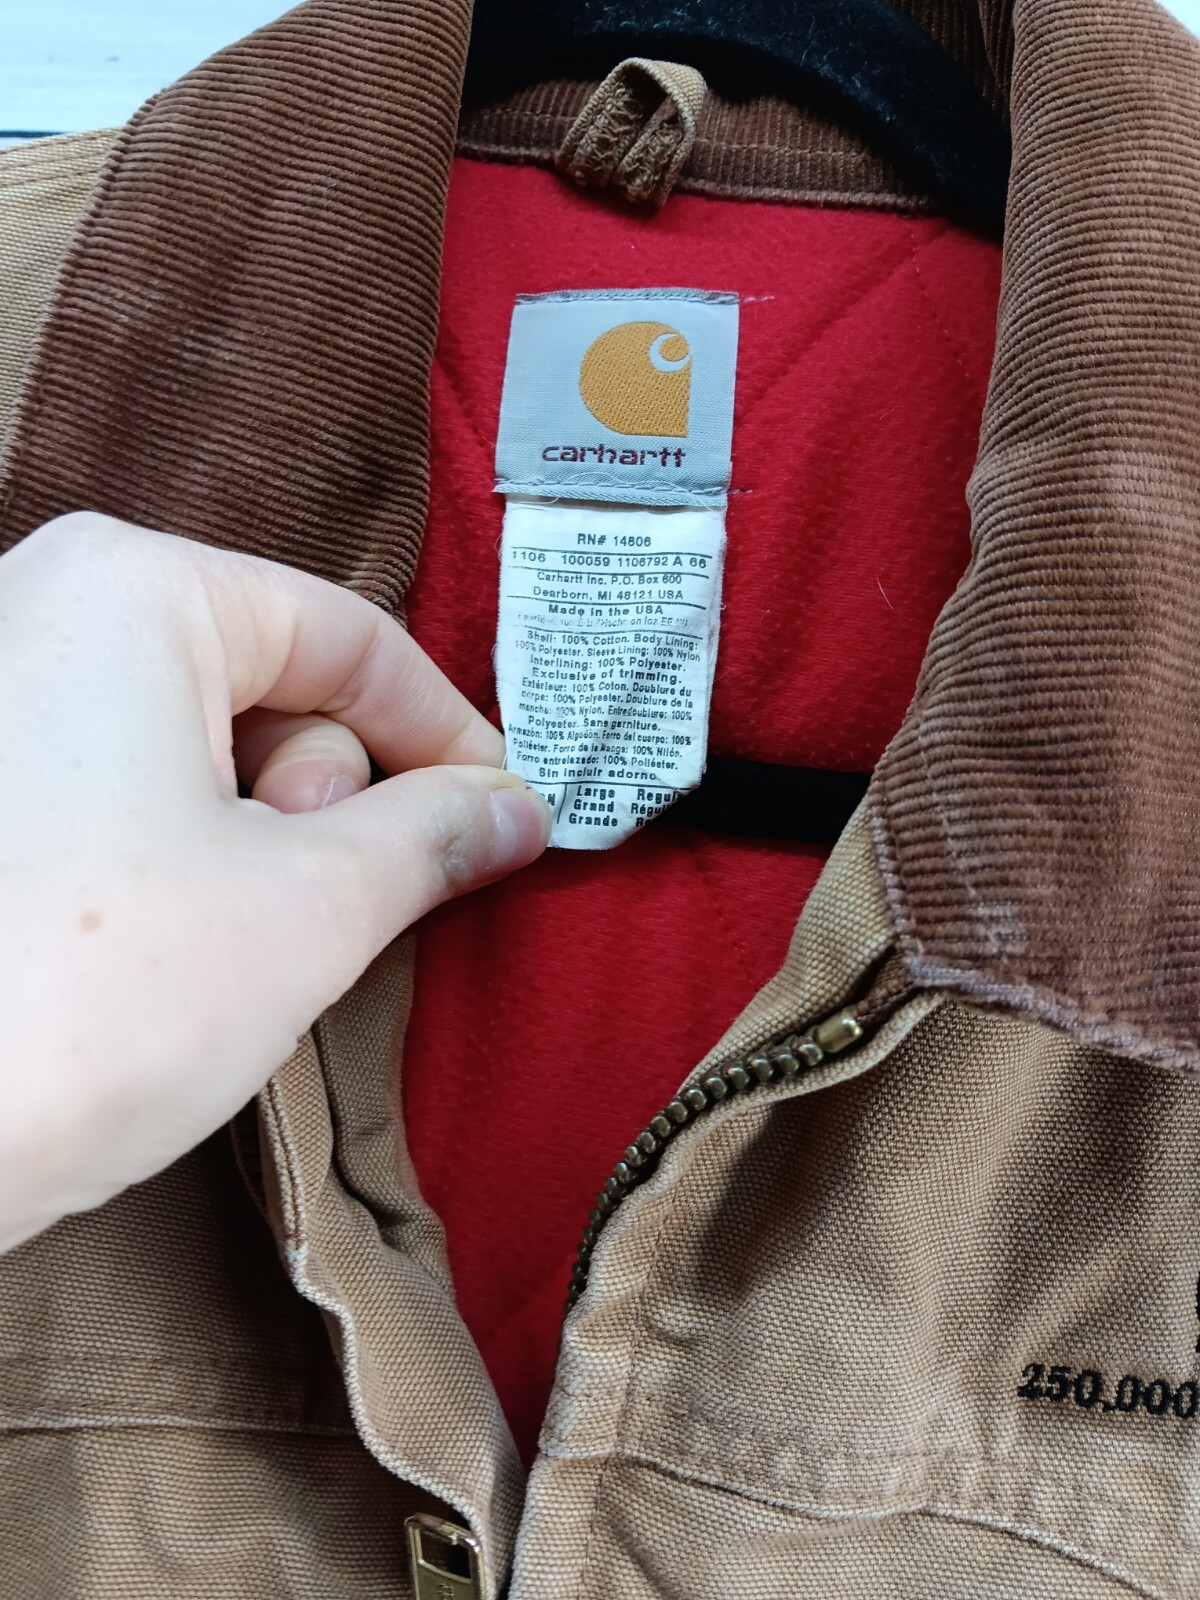 carhartt
RN# 14806
1106 100059 1106792 A 66
Carhartt Inc. P.O. Box 600
Dearborn, MI 48121 USA
Made in the USA
Shell: 100% Cotton. Body Lining:
100% Polyester. Sleeve Lining: 100% Nylon
Interlining: 100% Polyester.
Exclusive of trimming.
Extérieur: 100% Coton. Doublure du
corps: 100% Polyester. Doublure de la
manche: 100% Nylon. Entredoublure: 100%
Polyester. Sans garniture.
Armazón: 100% Algodón. Forro del cuerpo: 100%
Poliéster. Forro de la Manga: 100% Nilón.
Forro entrelazado: 100% Poliéster.
Sin incluir adorno
Large Regul
Grand Régul
Grande R
250,000